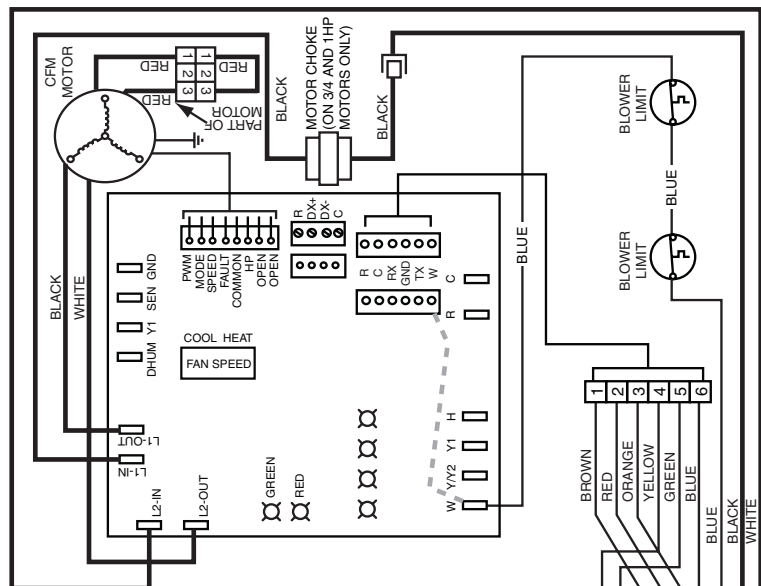 CFM
MOTOR
RED
RED
RED
1 1
2 2
3 3
PART OF
MOTOR
BLACK
MOTOR CHOKE
(ON 3/4 AND 1HP
MOTORS ONLY)
BLACK
BLOWER
LIMIT
BLUE
BLUE
BLOWER
LIMIT
BLACK
WHITE
GND
SEN
Y1
DHUM
PWM
MODE
SPEED
FAULT
COMMON
HP
OPEN
OPEN
R
DX+
DX-
C
R
C
RX
GND
TX
W
C
R
COOL HEAT
FAN SPEED
L1-OUT
L1-IN
L2-IN
L2-OUT
GREEN
RED
H
Y1
Y/Y2
W
1 2 3 4 5 6
BROWN
RED
ORANGE
YELLOW
GREEN
BLUE
BLUE
BLACK
WHITE